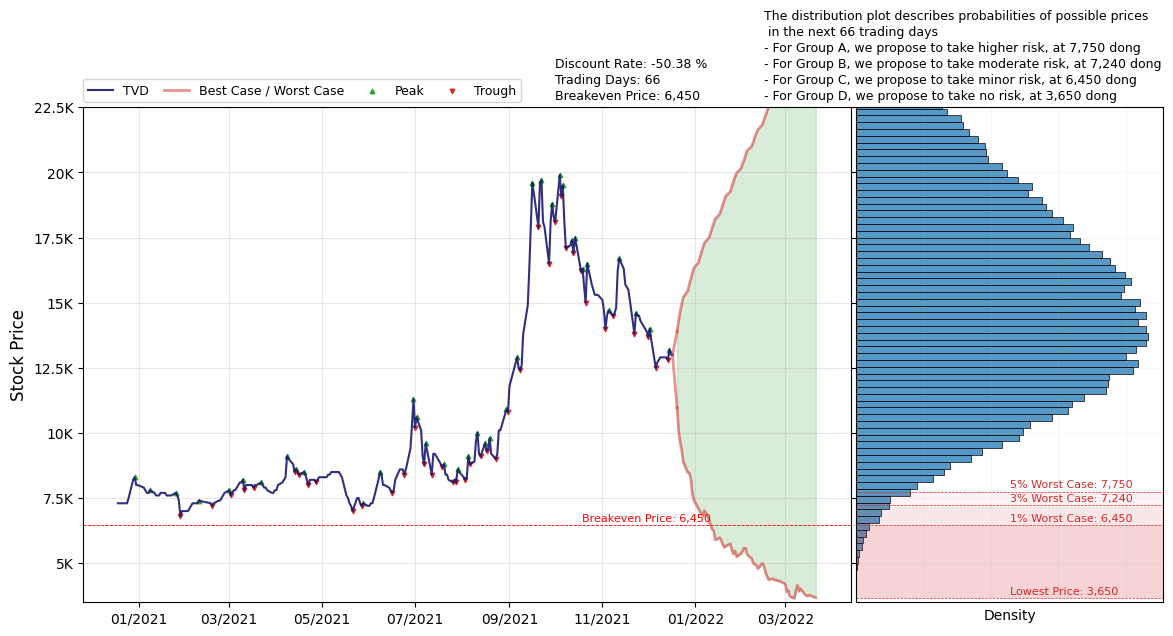 The distribution plot describes probabilities of possible prices
in the next 66 trading days
- For Group A, we propose to take higher risk, at 7,750 dong
- For Group B, we propose to take moderate risk, at 7,240 dong
- For Group C, we propose to take minor risk, at 6,450 dong
- For Group D, we propose to take no risk, at 3,650 dong
Discount Rate: -50.38 %
Trading Days: 66
Breakeven Price: 6,450
TVD
Best Case / Worst Case
Peak
Trough
Stock Price
22.5K
20K
17.5K
15K
12.5K
10K
7.5K
5K
Breakeven Price: 6,450
01/2021
03/2021
05/2021
07/2021
09/2021
11/2021
01/2022
03/2022
5% Worst Case: 7,750
3% Worst Case: 7,240
1% Worst Case: 6,450
Lowest Price: 3,650
Density